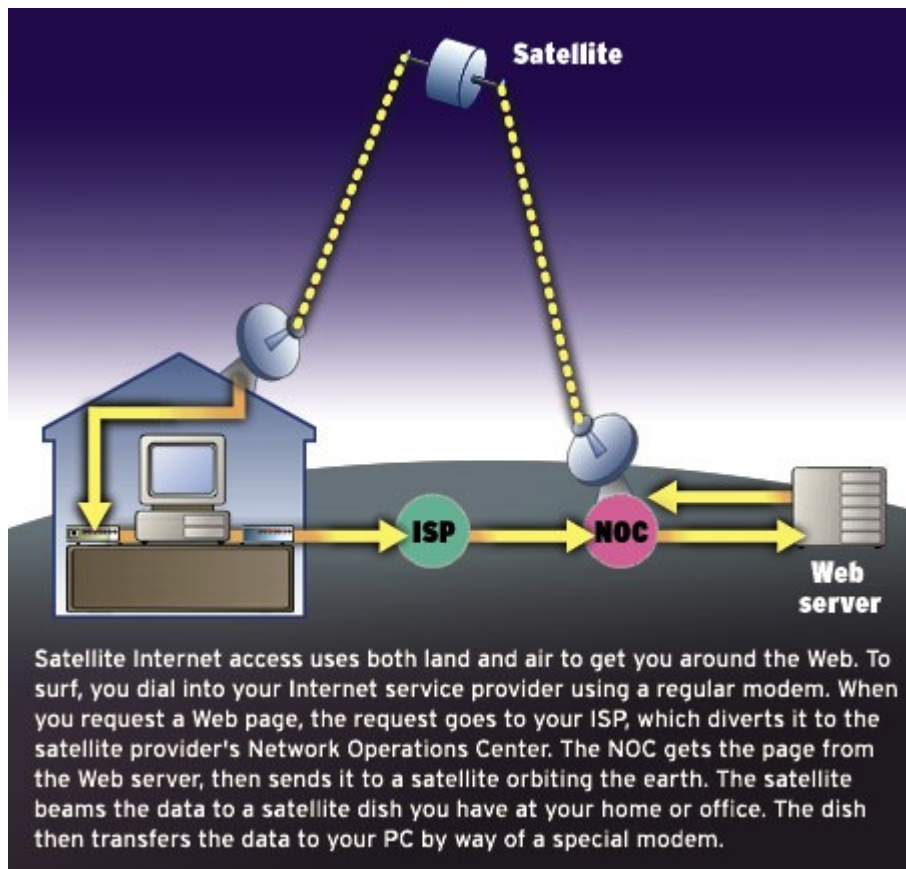 Satellite
ISP
NOC
Web
server
Satellite Internet access uses both land and air to get you around the Web. To
surf, you dial into your Internet service provider using a regular modem. When
you request a Web page, the request goes to your ISP, which diverts it to the
satellite provider's Network Operations Center. The NOC gets the page from
the Web server, then sends it to a satellite orbiting the earth. The satellite
beams the data to a satellite dish you have at your home or office. The dish
then transfers the data to your PC by way of a special modem.